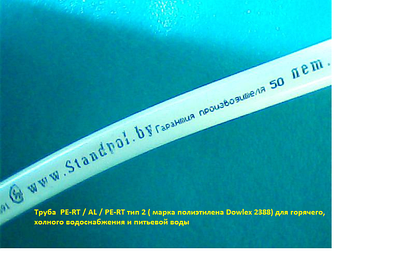 www.Standpol.by Гарантия производителя 50 лет.
Труба PE-RT / AL / PE-RT тип 2 ( марка полиэтилена Dowlex 2388) для горячего,
холного водоснабжения и питьевой воды